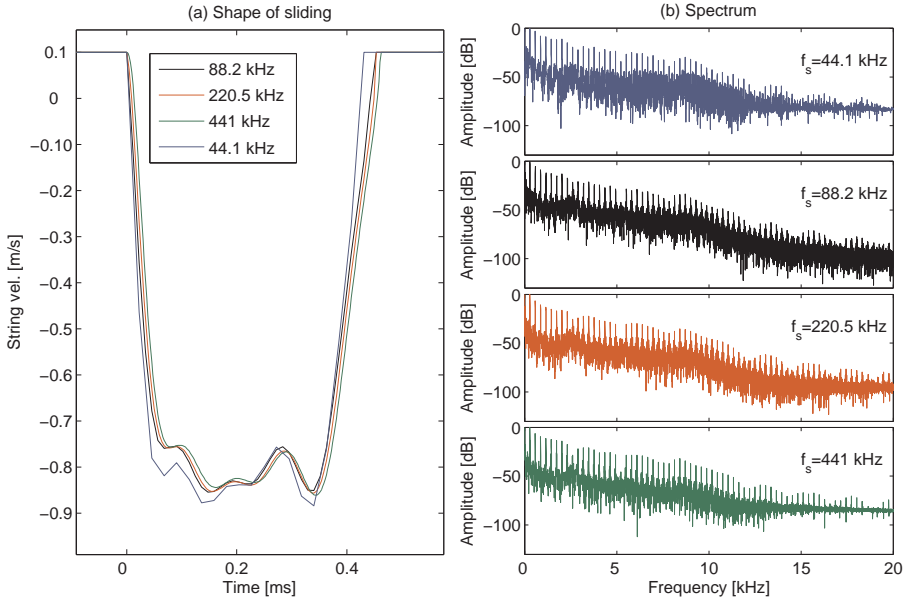 (a) Shape of sliding
0.1
0
−0.10
−0.2
−0.3
−0.4
−0.5
−0.6
−0.7
−0.8
−0.9
String vel. [m/s]
88.2 kHz
220.5 kHz
441 kHz
44.1 kHz
0
0.2
0.4
Time [ms]
(b) Spectrum
0
−50
−100
Amplitude [dB]
f_s=44.1 kHz
0
−50
−100
Amplitude [dB]
f_s=88.2 kHz
0
−50
−100
Amplitude [dB]
f_s=220.5 kHz
0
−50
−100
Amplitude [dB]
f_s=441 kHz
0
5
10
15
20
Frequency [kHz]